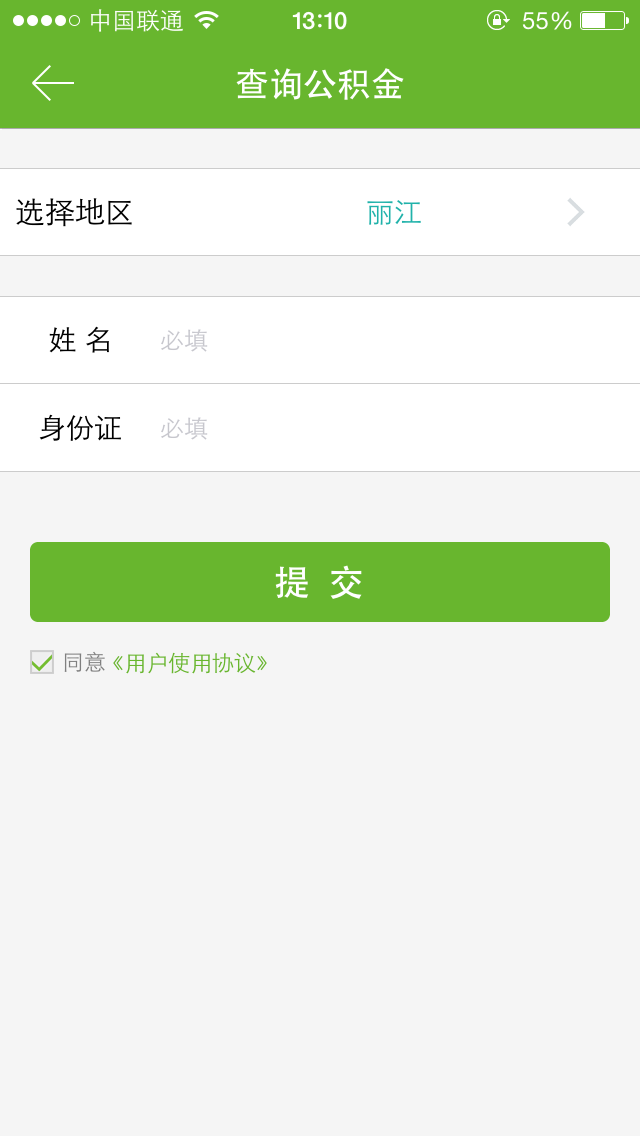 中国联通 13:10 55%
查询公积金
选择地区 丽江
姓 名 必填
身份证 必填
提 交
同意《用户使用协议》